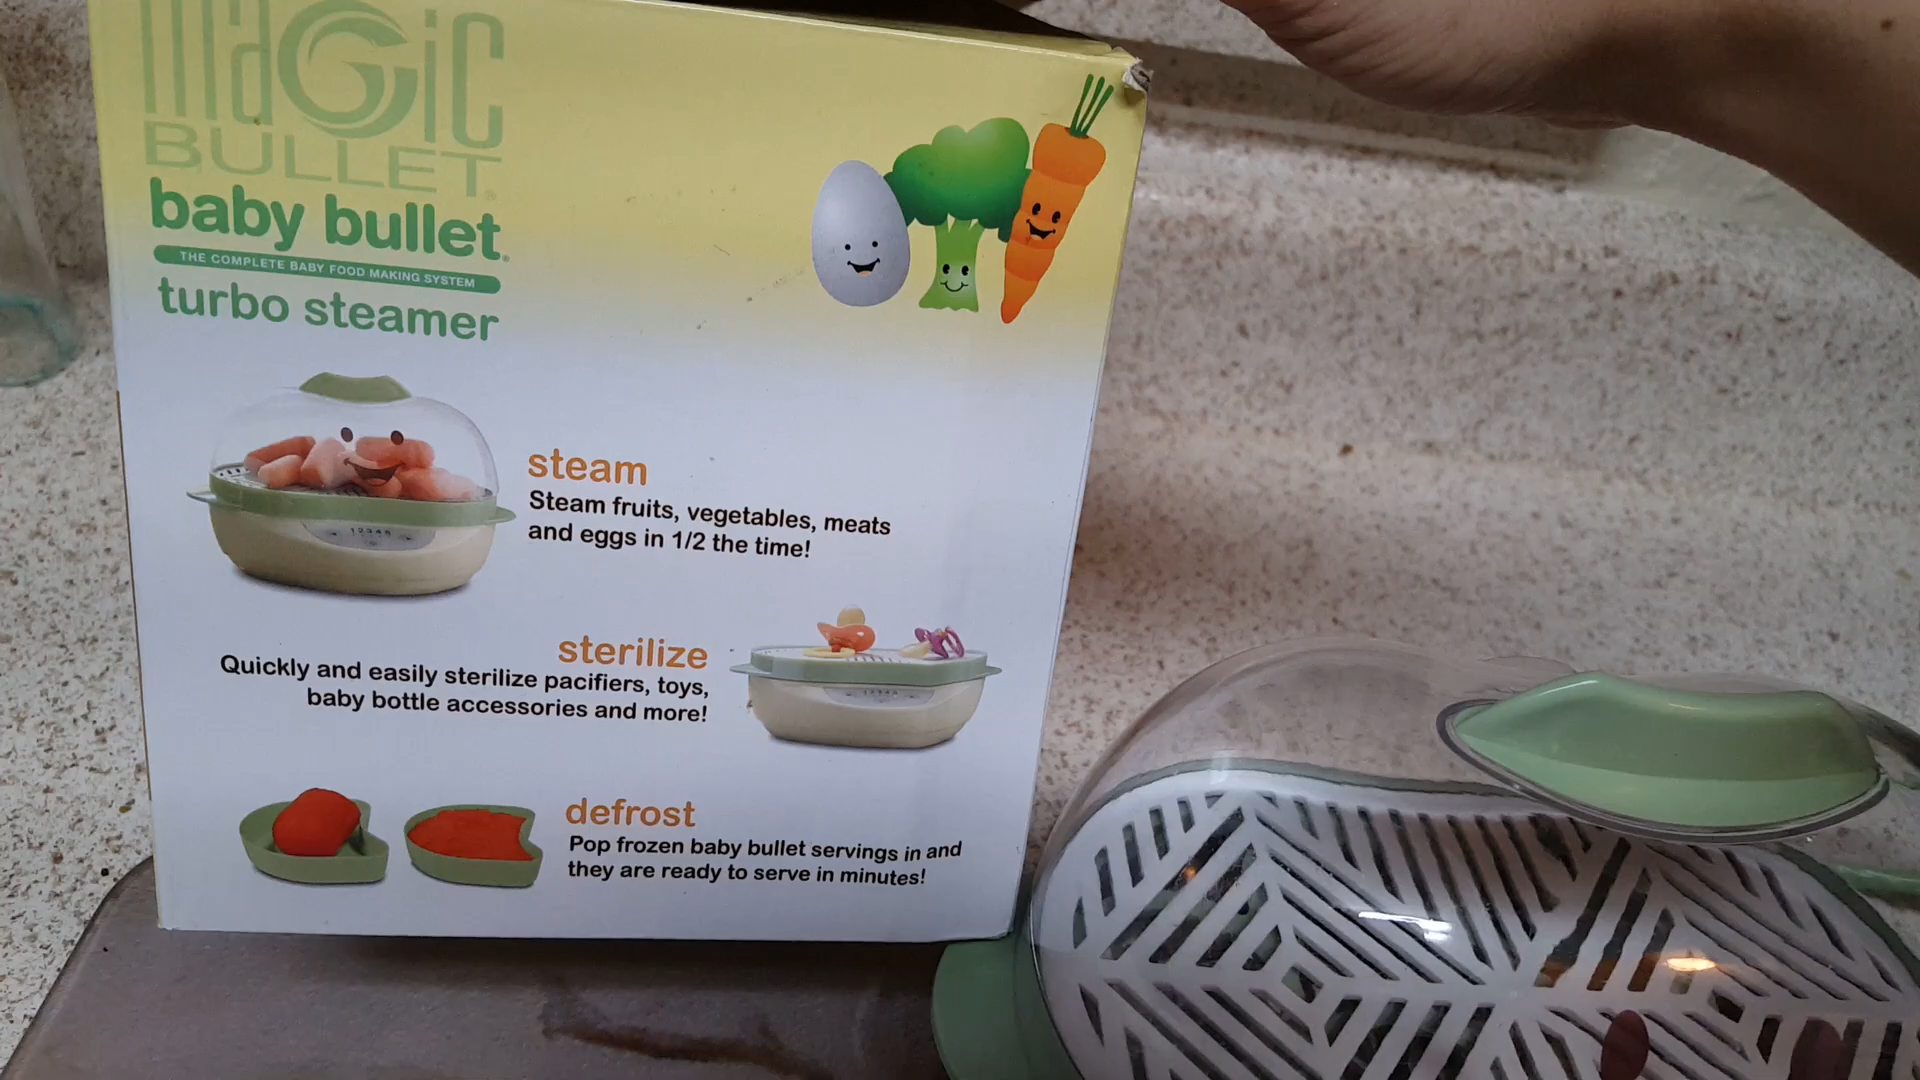 magic
BULLET®
baby bullet®
THE COMPLETE BABY FOOD MAKING SYSTEM
turbo steamer
steam
Steam fruits, vegetables, meats
and eggs in 1/2 the time!
sterilize
Quickly and easily sterilize pacifiers, toys,
baby bottle accessories and more!
defrost
Pop frozen baby bullet servings in and
they are ready to serve in minutes!